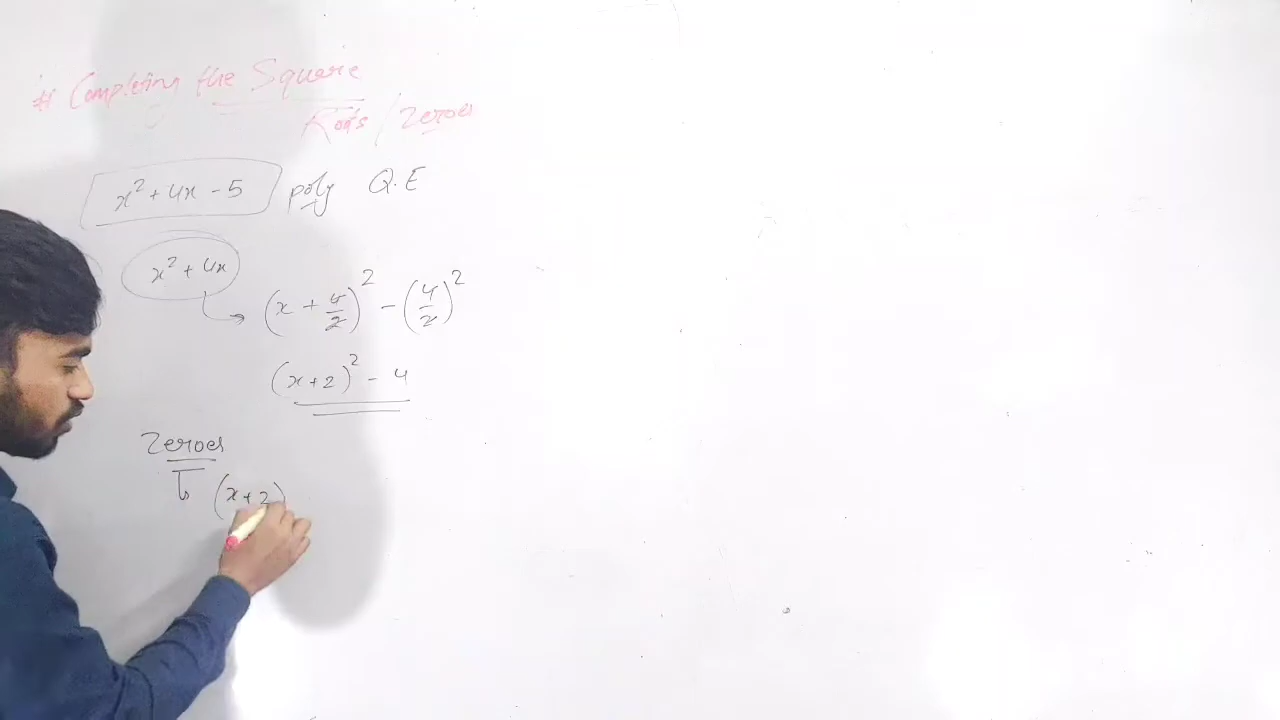 # Completing the Square
Roots / Zeroes
x² + 4x - 5 poly Q.E
x² + 4x
(x + 4/2)² - (4/2)²
(x+2)² - 4
Zeroes
(x+2)